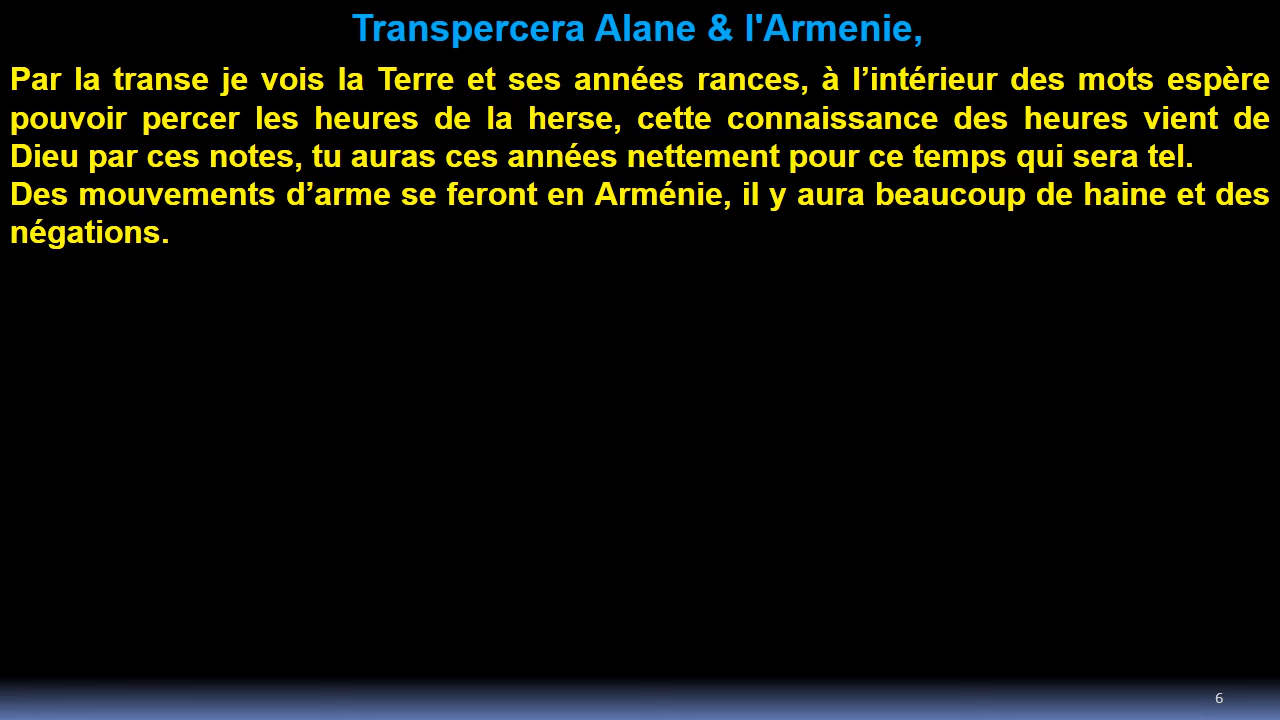 Transpercera Alane & l'Armenie,
Par la transe je vois la Terre et ses années rances, à l’intérieur des mots espère
pouvoir percer les heures de la herse, cette connaissance des heures vient de
Dieu par ces notes, tu auras ces années nettement pour ce temps qui sera tel.
Des mouvements d’arme se feront en Arménie, il y aura beaucoup de haine et des
négations.
6